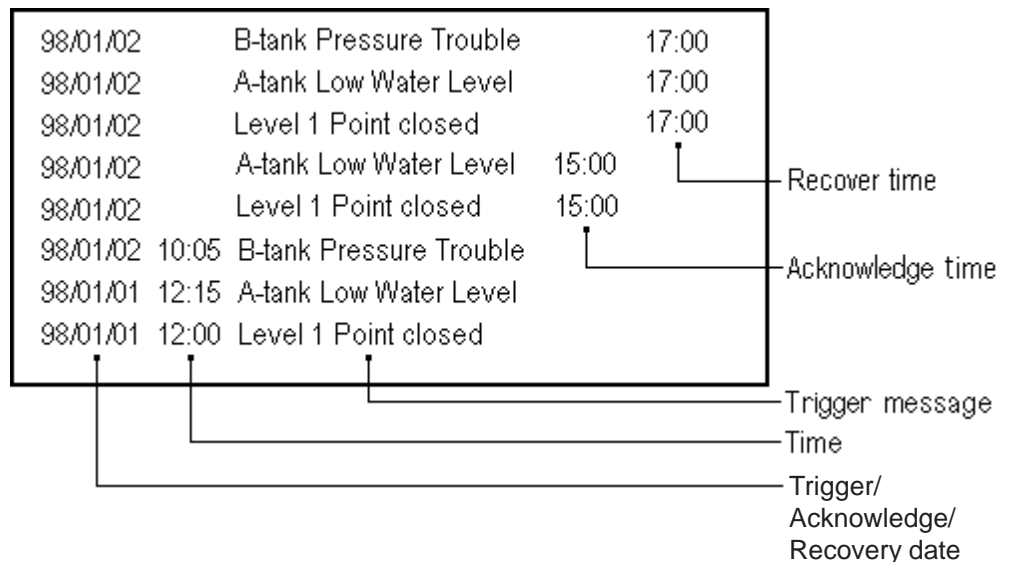 98/01/02 B-tank Pressure Trouble 17:00
98/01/02 A-tank Low Water Level 17:00
98/01/02 Level 1 Point closed 17:00
98/01/02 A-tank Low Water Level 15:00
98/01/02 Level 1 Point closed 15:00
98/01/02 10:05 B-tank Pressure Trouble
98/01/01 12:15 A-tank Low Water Level
98/01/01 12:00 Level 1 Point closed
Recover time
Acknowledge time
Trigger message
Time
Trigger/
Acknowledge/
Recovery date